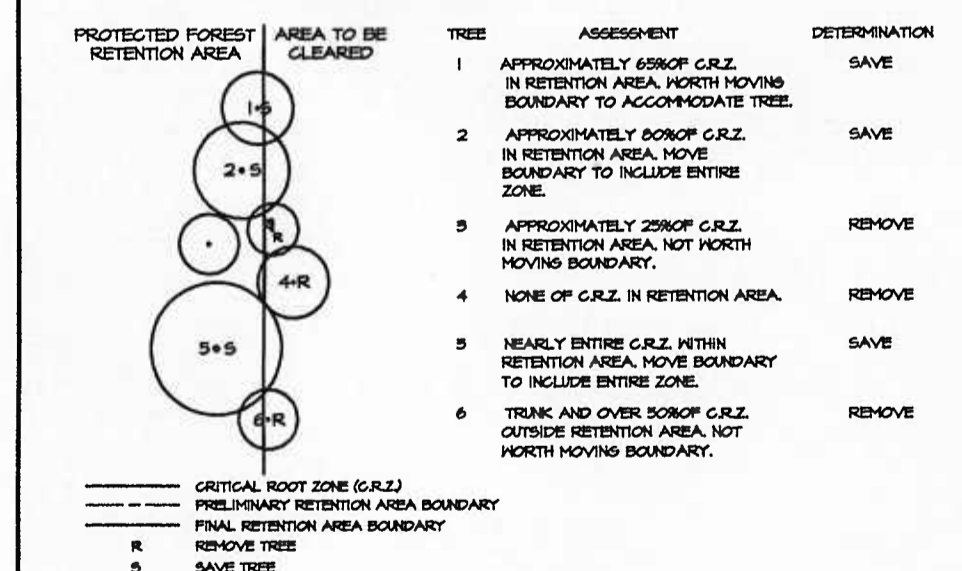 PROTECTED FOREST RETENTION AREA
AREA TO BE CLEARED
1•S
2•S
3
R
4•R
5•S
6•R
TREE ASSESSMENT DETERMINATION
1 APPROXIMATELY 65%OF C.R.Z. SAVE
IN RETENTION AREA. WORTH MOVING
BOUNDARY TO ACCOMMODATE TREE.
2 APPROXIMATELY 80%OF C.R.Z. SAVE
IN RETENTION AREA. MOVE
BOUNDARY TO INCLUDE ENTIRE
ZONE.
3 APPROXIMATELY 25%OF C.R.Z. REMOVE
IN RETENTION AREA. NOT WORTH
MOVING BOUNDARY.
4 NONE OF C.R.Z. IN RETENTION AREA. REMOVE
5 NEARLY ENTIRE C.R.Z. WITHIN SAVE
RETENTION AREA. MOVE BOUNDARY
TO INCLUDE ENTIRE ZONE.
6 TRUNK AND OVER 50%OF C.R.Z. REMOVE
OUTSIDE RETENTION AREA. NOT
WORTH MOVING BOUNDARY.
CRITICAL ROOT ZONE (C.R.Z.)
PRELIMINARY RETENTION AREA BOUNDARY
FINAL RETENTION AREA BOUNDARY
R REMOVE TREE
S SAVE TREE